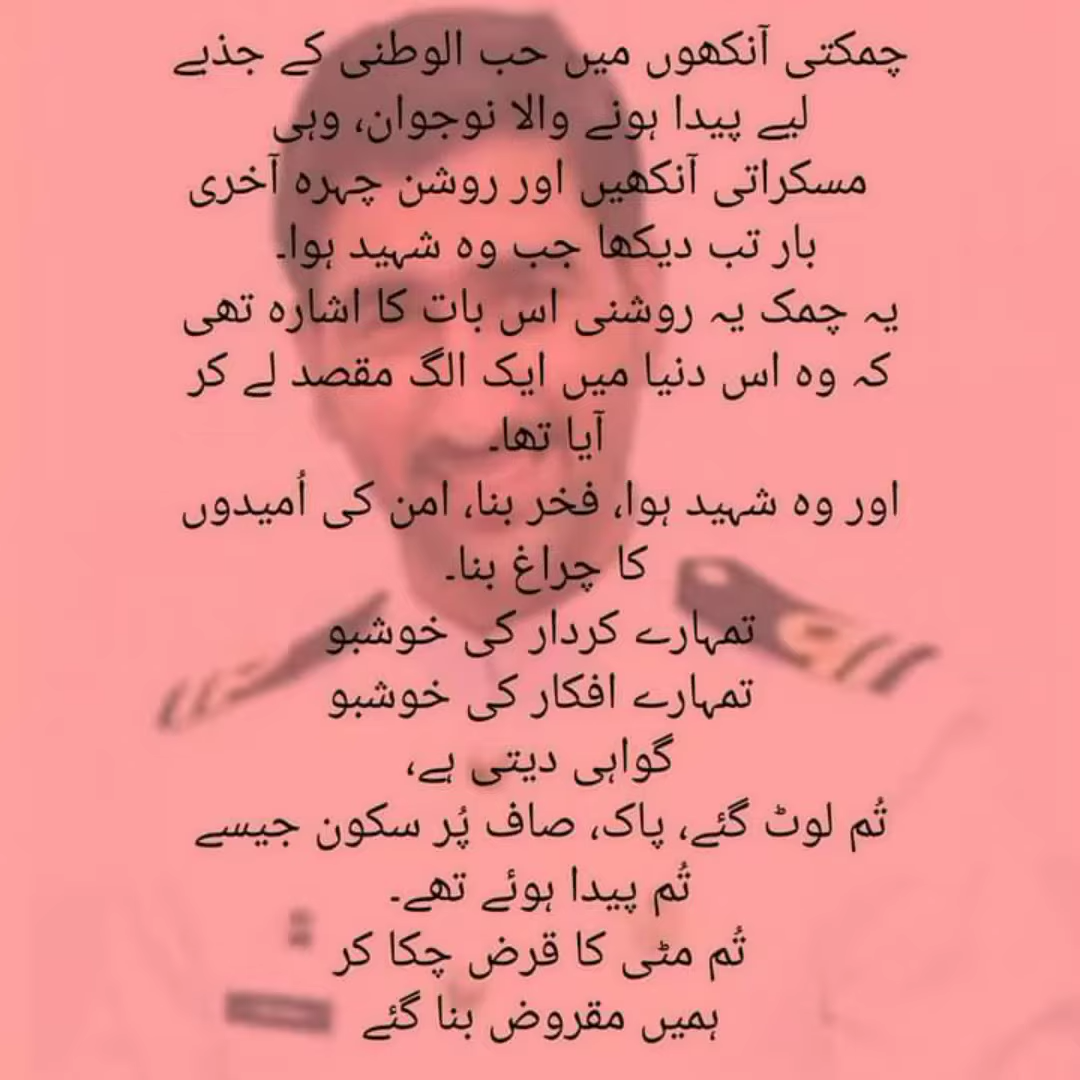 چمکتی آنکھوں میں حب الوطنی کے جذبے
لیے پیدا ہونے والا نوجوان، وہی
مسکراتی آنکھیں اور روشن چہرہ آخری
بار تب دیکھا جب وہ شہید ہوا۔
یہ چمک یہ روشنی اس بات کا اشارہ تھی
کہ وہ اس دنیا میں ایک الگ مقصد لے کر
آیا تھا۔
اور وہ شہید ہوا، فخر بنا، امن کی اُمیدوں
کا چراغ بنا۔
تمہارے کردار کی خوشبو
تمہارے افکار کی خوشبو
گواہی دیتی ہے،
تُم لوٹ گئے، پاک، صاف پُر سکون جیسے
تُم پیدا ہوئے تھے۔
تُم مٹی کا قرض چکا کر
ہمیں مقروض بنا گئے